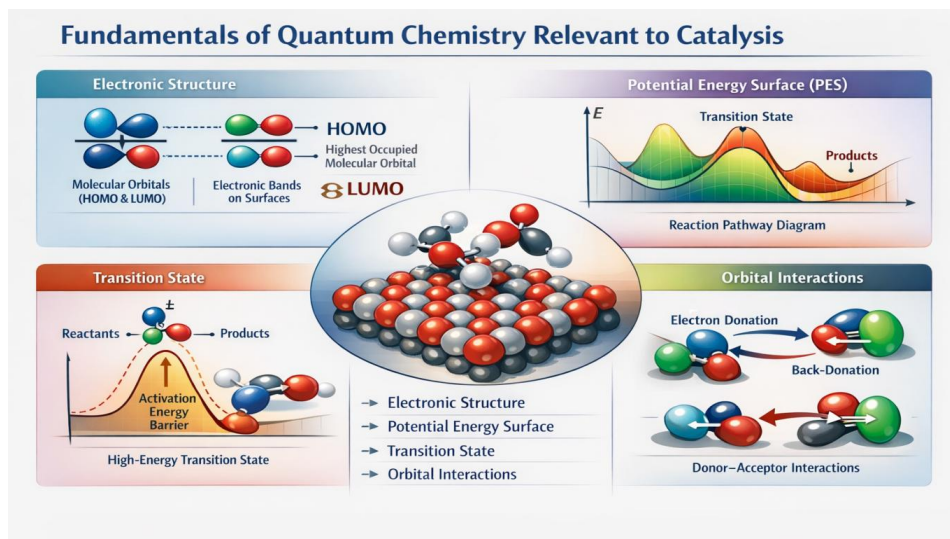 Fundamentals of Quantum Chemistry Relevant to Catalysis
Electronic Structure
HOMO
Highest Occupied
Molecular Orbital
Molecular Orbitals
(HOMO & LUMO)
Electronic Bands
on Surfaces
8 LUMO
Potential Energy Surface (PES)
E
Transition State
Products
Reaction Pathway Diagram
Transition State
±
Reactants
Products
Activation
Energy
Barrier
High-Energy Transition State
Electronic Structure
Potential Energy Surface
Transition State
Orbital Interactions
Orbital Interactions
Electron Donation
Back-Donation
Donor–Acceptor Interactions